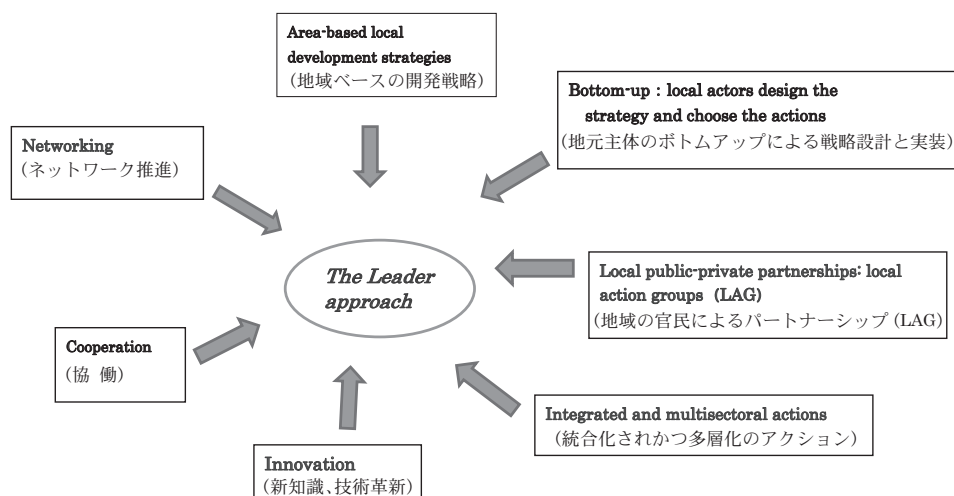 Area-based local
development strategies
(地域ベースの開発戦略)
Bottom-up : local actors design the
strategy and choose the actions
(地元主体のボトムアップによる戦略設計と実装)
Networking
(ネットワーク推進)
The Leader
approach
Local public-private partnerships: local
action groups (LAG)
(地域の官民によるパートナーシップ (LAG)
Cooperation
(協 働)
Integrated and multisectoral actions
(統合化されかつ多層化のアクション)
Innovation
(新知識、技術革新)